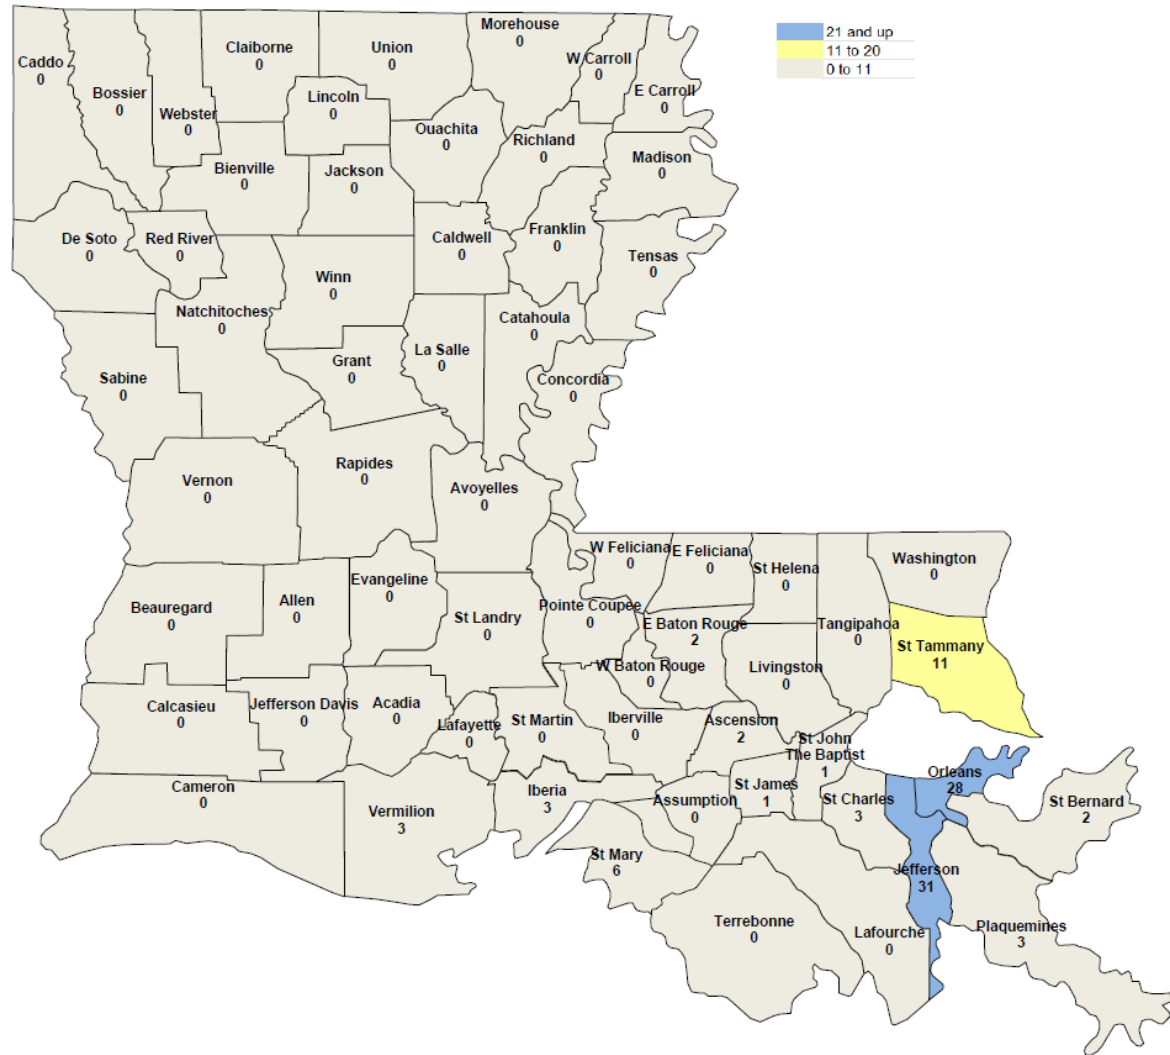 21 and up
11 to 20
0 to 11
Caddo
0
Bossier
0
Webster
0
Claiborne
0
Union
0
Morehouse
0
W Carroll
0
E Carroll
0
Lincoln
0
Ouachita
0
Richland
0
Madison
0
Bienville
0
Jackson
0
De Soto
0
Red River
0
Caldwell
0
Franklin
0
Tensas
0
Winn
0
Natchitoches
0
Catahoula
0
Sabine
0
Grant
0
La Salle
0
Concordia
0
Vernon
0
Rapides
0
Avoyelles
0
W Feliciana
0
E Feliciana
0
St Helena
0
Washington
0
Beauregard
0
Allen
0
Evangeline
0
St Landry
0
Pointe Coupee
0
E Baton Rouge
2
Tangipahoa
0
St Tammany
11
W Baton Rouge
0
Livingston
0
Calcasieu
0
Jefferson Davis
0
Acadia
0
Lafayette
0
St Martin
0
Iberville
0
Ascension
2
St John
The Baptist
1
Cameron
0
Vermilion
3
Iberia
3
Assumption
0
St James
1
St Charles
3
Orleans
28
St Bernard
2
St Mary
6
Jefferson
31
Terrebonne
0
Lafourche
0
Plaquemines
3